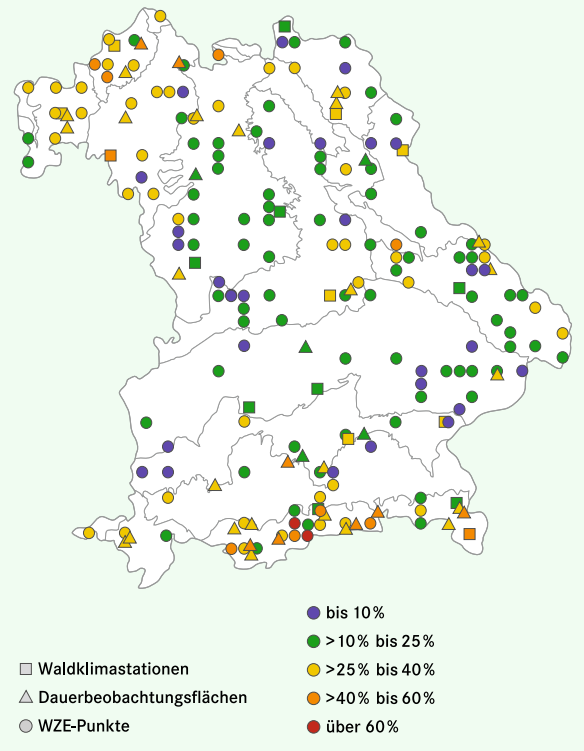 bis 10%
>10% bis 25%
>25% bis 40%
>40% bis 60%
über 60%
Waldklimastationen
Dauerbeobachtungsflächen
WZE-Punkte